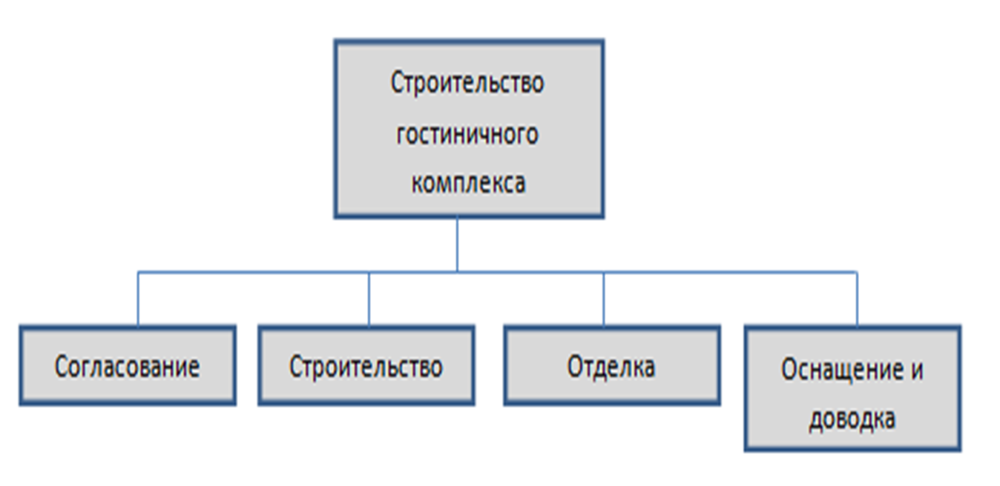 Строительство
гостиничного
комплекса
Согласование
Строительство
Отделка
Оснащение и
доводка